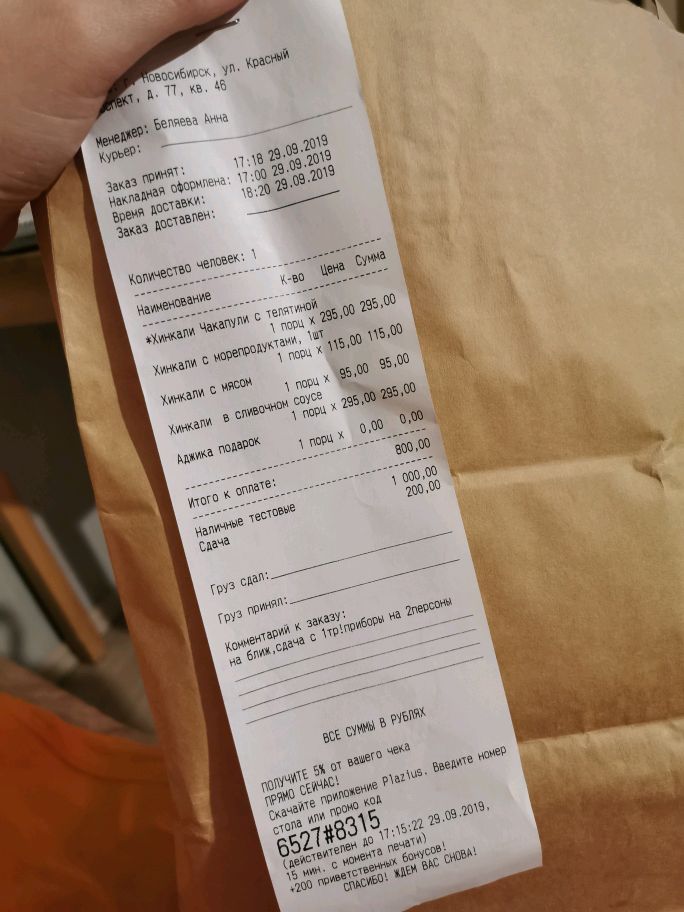 Новосибирск, ул. Красный
д. 77, кв. 46
Менеджер: Беляева Анна
Курьер:
Заказ принят: 17:18 29.09.2019
Накладная оформлена: 17:00 29.09.2019
Время доставки: 18:20 29.09.2019
Заказ доставлен:
Количество человек: 1
Наименование К-во Цена Сумма
*Хинкали Чакапули с телятиной
1 порц x 295,00 295,00
Хинкали с морепродуктами, 1шт
1 порц x 115,00 115,00
Хинкали с мясом
1 порц x 95,00 95,00
Хинкали в сливочном соусе
1 порц x 295,00 295,00
Аджика подарок
1 порц x 0,00 0,00
Итого к оплате: 800,00
Наличные тестовые 1 000,00
Сдача 200,00
Груз сдал:
Груз принял:
Комментарий к заказу:
на ближ,сдача с 1тр!приборы на 2персоны
ВСЕ СУММЫ В РУБЛЯХ
ПОЛУЧИТЕ 5% от вашего чека
ПРЯМО СЕЙЧАС!
Скачайте приложение Plazius. Введите номер
стола или промо код
6527#8315
(действителен до 17:15:22 29.09.2019,
15 мин. с момента печати)
+200 приветственных бонусов!
СПАСИБО! ЖДЕМ ВАС СНОВА!